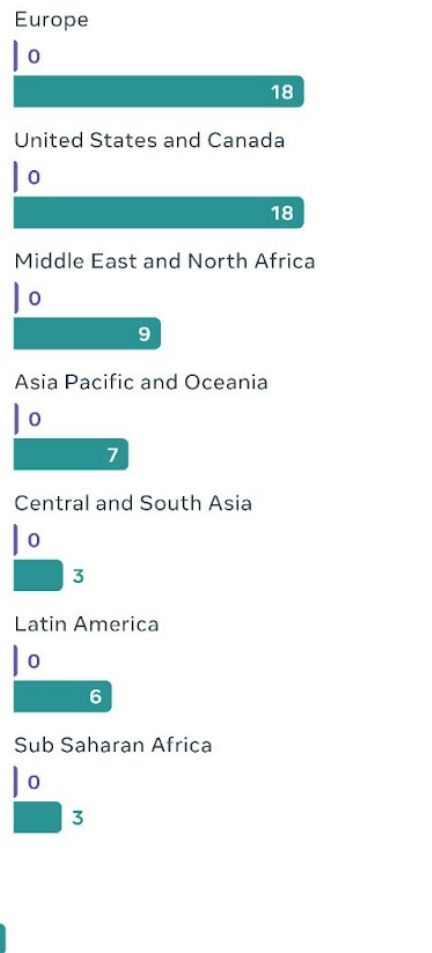 Europe
0
18
United States and Canada
0
18
Middle East and North Africa
0
9
Asia Pacific and Oceania
0
7
Central and South Asia
0
3
Latin America
0
6
Sub Saharan Africa
0
3